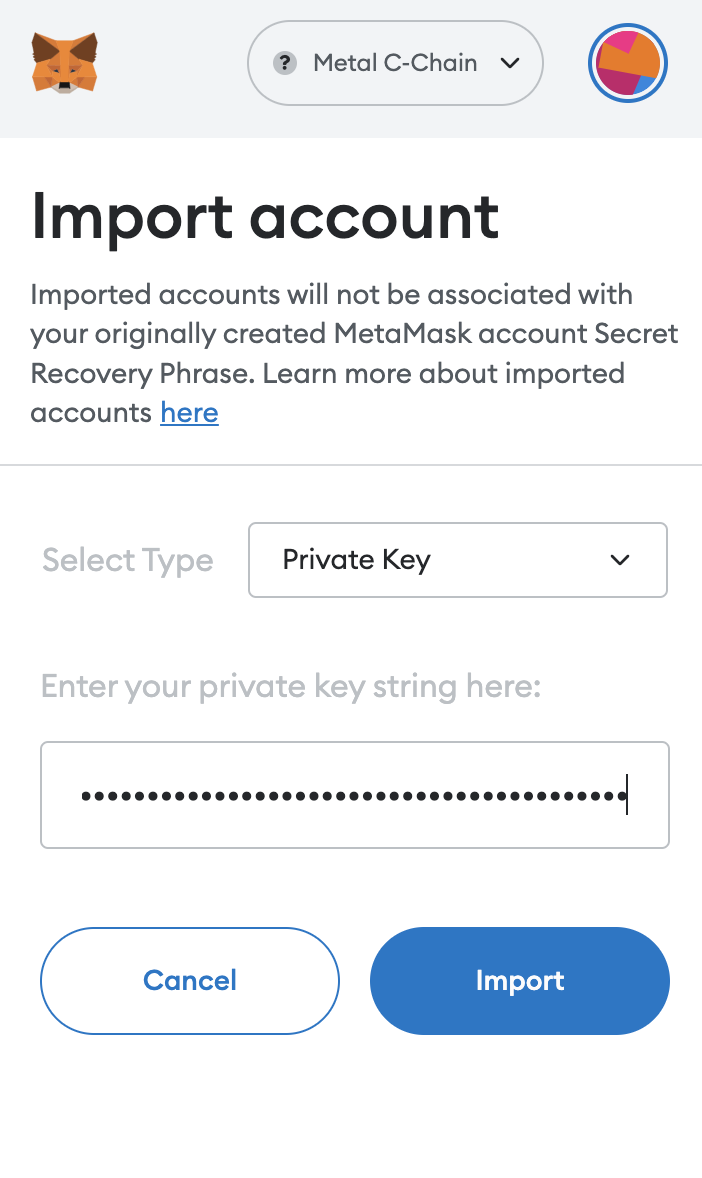 ? Metal C-Chain
Import account
Imported accounts will not be associated with
your originally created MetaMask account Secret
Recovery Phrase. Learn more about imported
accounts here
Select Type Private Key
Enter your private key string here:
•••••••••••••••••••••••••••••••••••••••••
Cancel Import